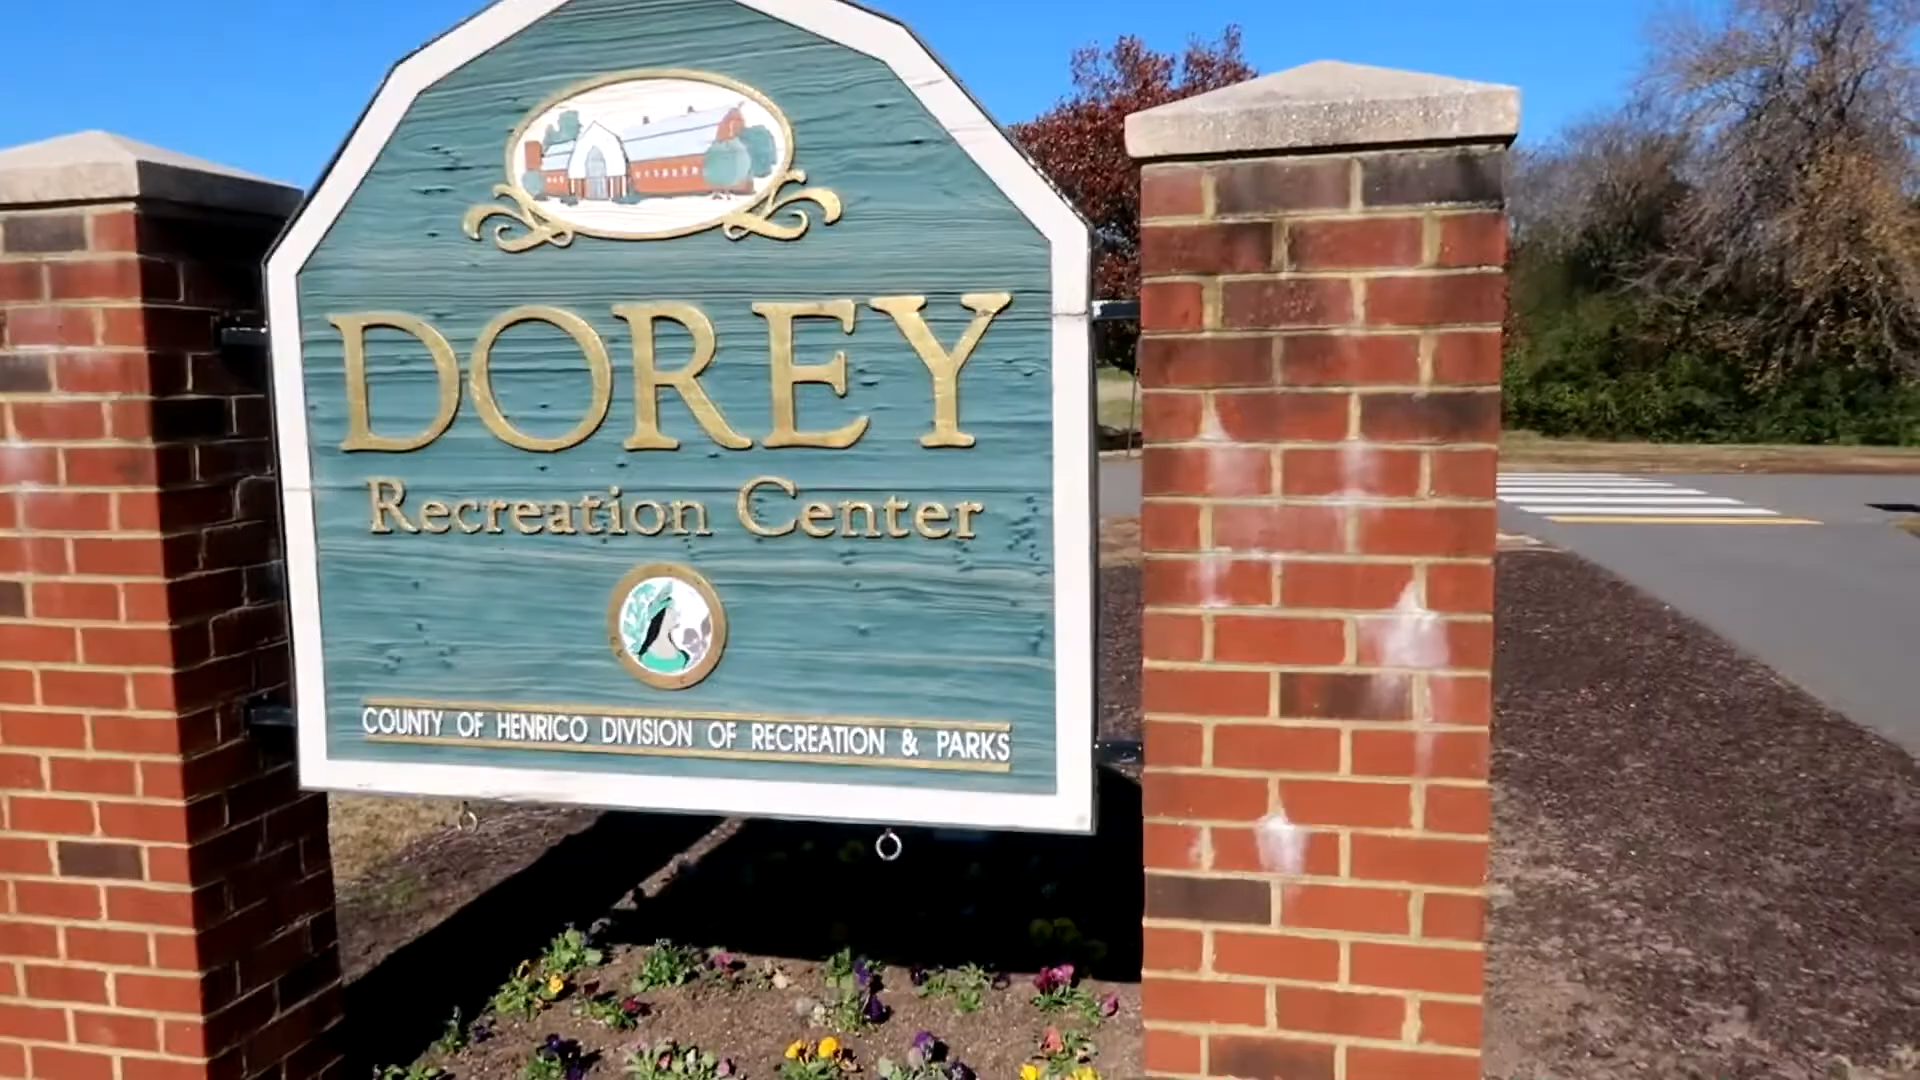 DOREY
Recreation Center
COUNTY OF HENRICO DIVISION OF RECREATION & PARKS